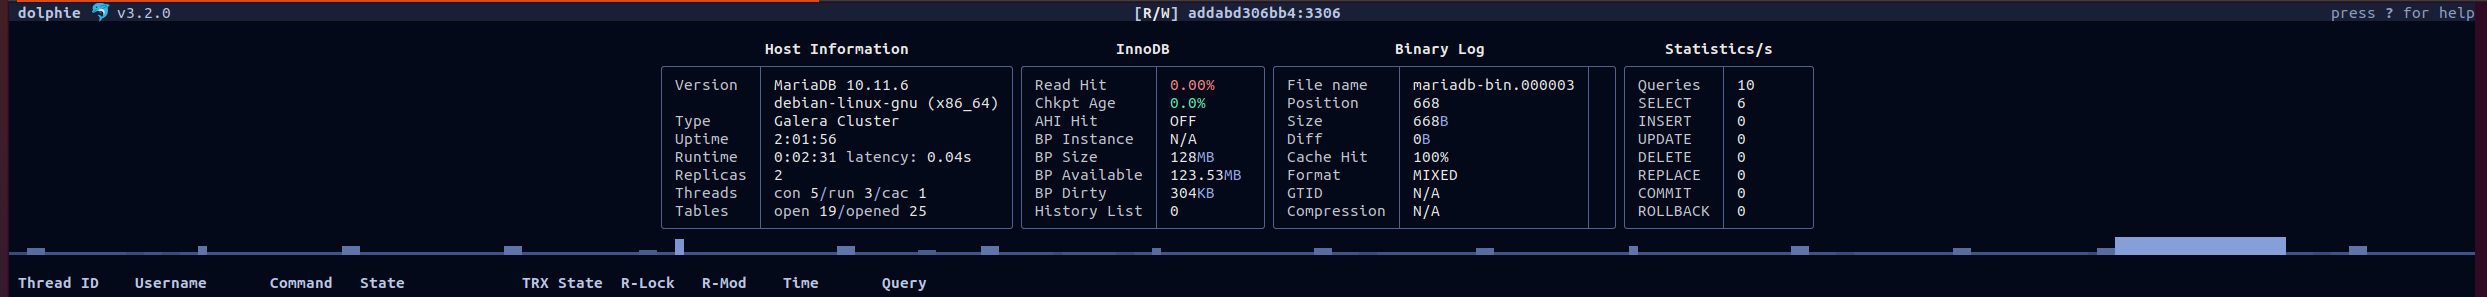 dolphie 🐬 v3.2.0 [R/W] addabd306bb4:3306 press ? for help
Host Information
Version MariaDB 10.11.6
debian-linux-gnu (x86_64)
Type Galera Cluster
Uptime 2:01:56
Runtime 0:02:31 latency: 0.04s
Replicas 2
Threads con 5/run 3/cac 1
Tables open 19/opened 25
InnoDB
Read Hit 0.00%
Chkpt Age 0.0%
AHI Hit OFF
BP Instance N/A
BP Size 128MB
BP Available 123.53MB
BP Dirty 304KB
History List 0
Binary Log
File name mariadb-bin.000003
Position 668
Size 668B
Diff 0B
Cache Hit 100%
Format MIXED
GTID N/A
Compression N/A
Statistics/s
Queries 10
SELECT 6
INSERT 0
UPDATE 0
DELETE 0
REPLACE 0
COMMIT 0
ROLLBACK 0
Thread ID Username Command State TRX State R-Lock R-Mod Time Query